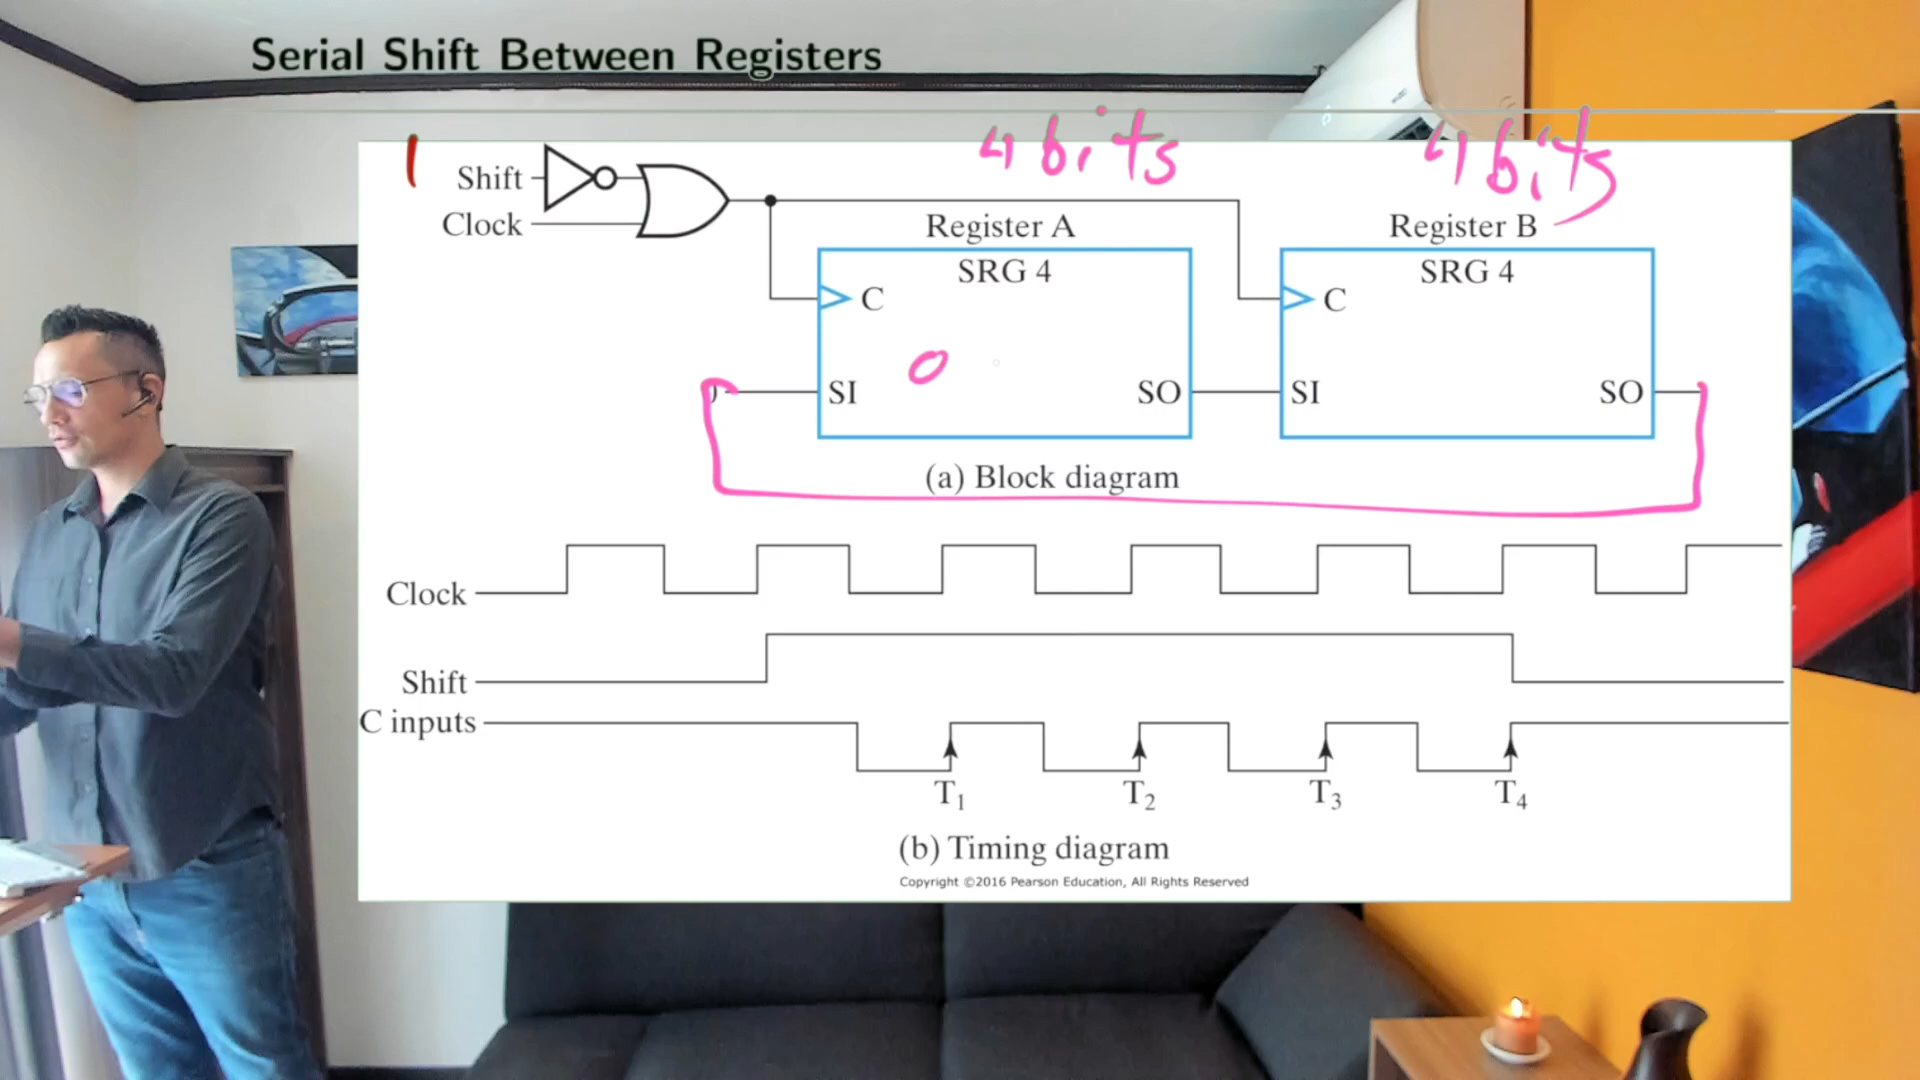 Serial Shift Between Registers
1
4 bits
4 bits
Shift
Clock
Register A
Register B
SRG 4
SRG 4
C
C
0
0
SI
SO
SI
SO
(a) Block diagram
Clock
Shift
C inputs
T1
T2
T3
T4
(b) Timing diagram
Copyright ©2016 Pearson Education, All Rights Reserved